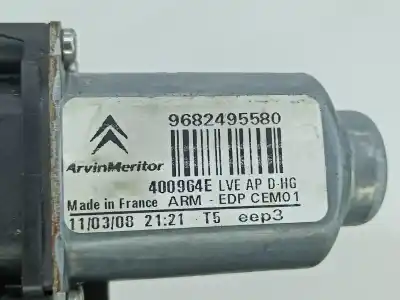 9682495580
ArvinMeritor
400964E LVE AP D-HG
Made in France ARM - EDP CEM01
11/03/08 21:21 - T5 eep3